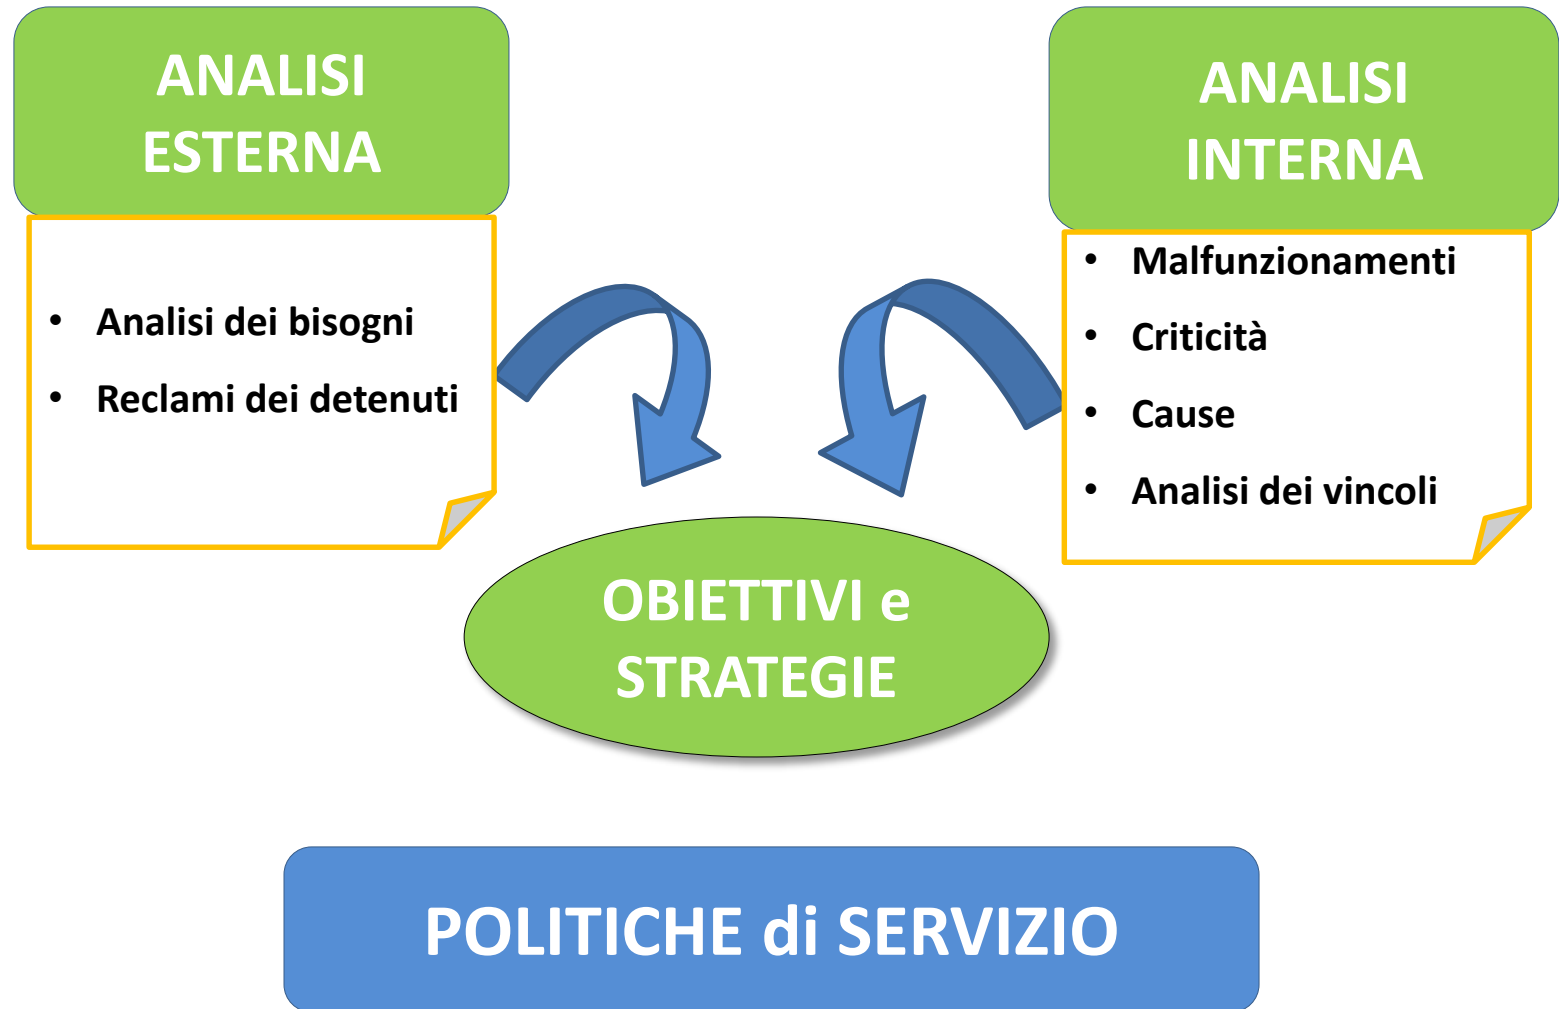 ANALISI
ESTERNA
• Analisi dei bisogni
• Reclami dei detenuti
ANALISI
INTERNA
• Malfunzionamenti
• Criticità
• Cause
• Analisi dei vincoli
OBIETTIVI e
STRATEGIE
POLITICHE di SERVIZIO